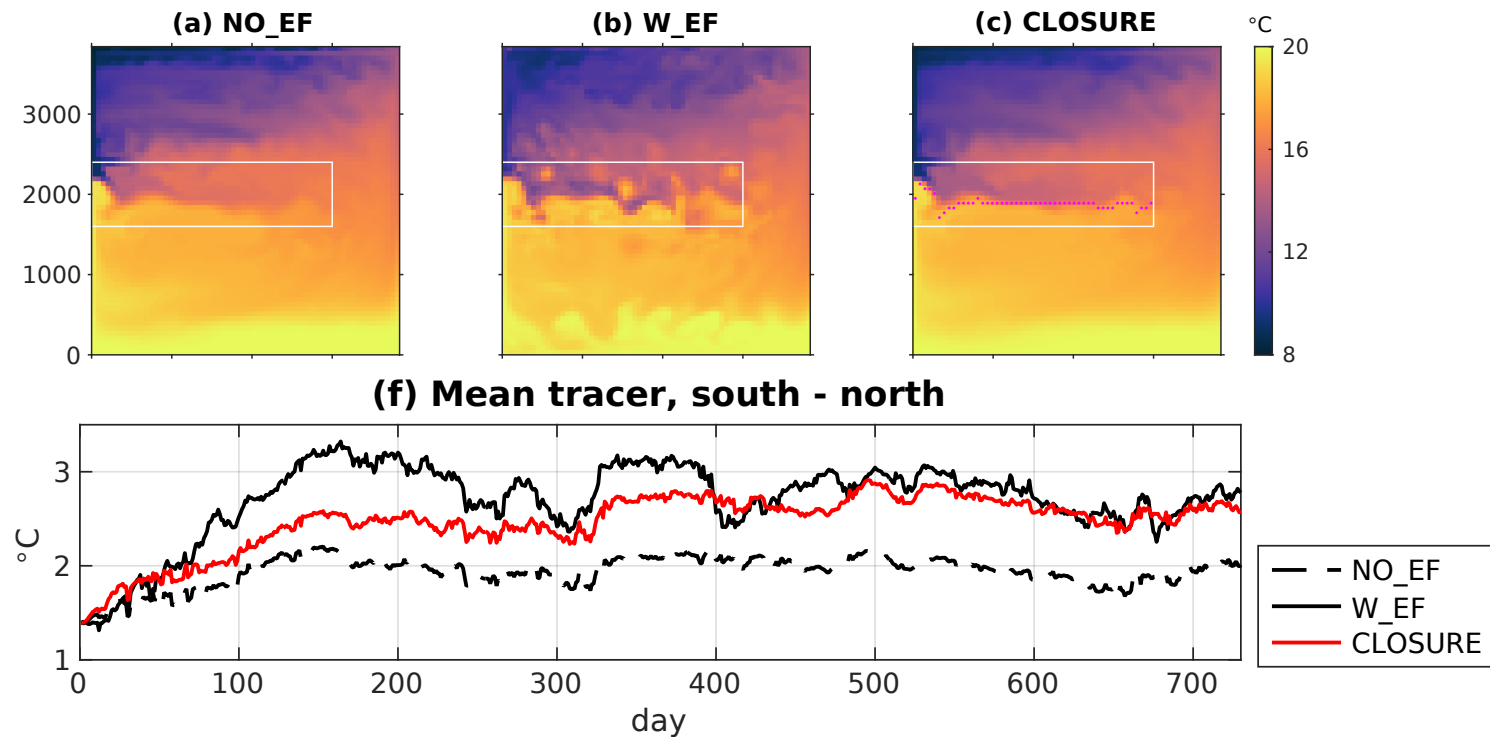 (a) NO_EF
(b) W_EF
(c) CLOSURE
°C
3000
2000
1000
0
20
16
12
8
(f) Mean tracer, south - north
°C
3
2
1
0
100
200
300
400
500
600
700
day
NO_EF
W_EF
CLOSURE